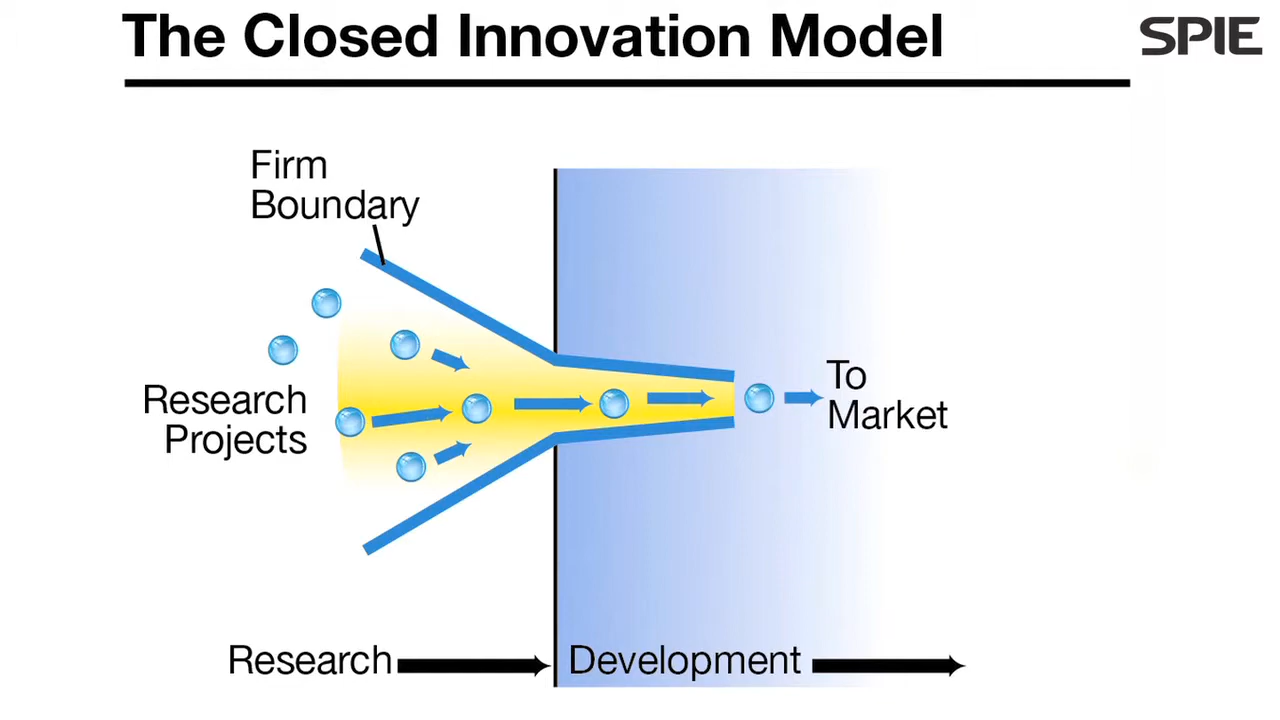 The Closed Innovation Model
SPIE
Firm
Boundary
Research
Projects
To
Market
Research
Development